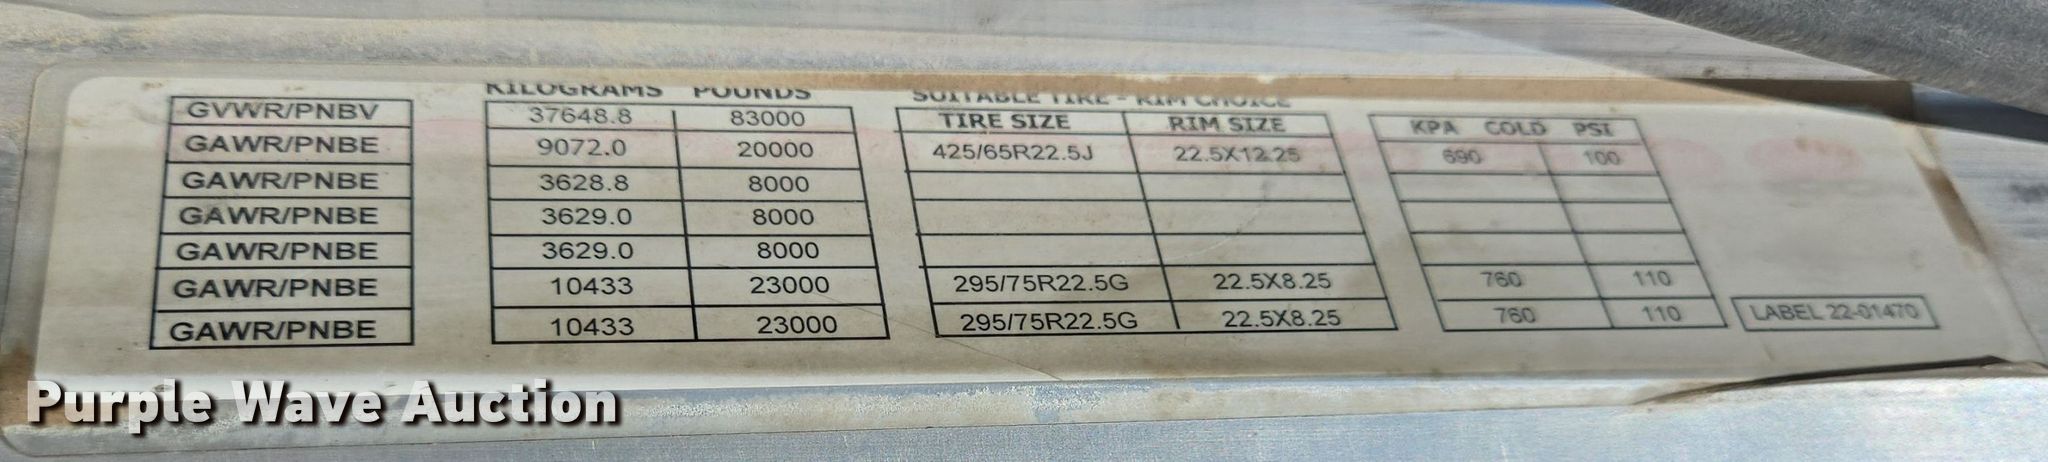 KILOGRAMS POUNDS SUITABLE TIRE - RIM CHOICE
GVWR/PNBV 37648.8 83000 TIRE SIZE RIM SIZE KPA COLD PSI
GAWR/PNBE 9072.0 20000 425/65R22.5J 22.5X12.25 690 100
GAWR/PNBE 3628.8 8000
GAWR/PNBE 3629.0 8000
GAWR/PNBE 3629.0 8000
GAWR/PNBE 10433 23000 295/75R22.5G 22.5X8.25 760 110
GAWR/PNBE 10433 23000 295/75R22.5G 22.5X8.25 760 110 LABEL 22-01470
Purple Wave Auction